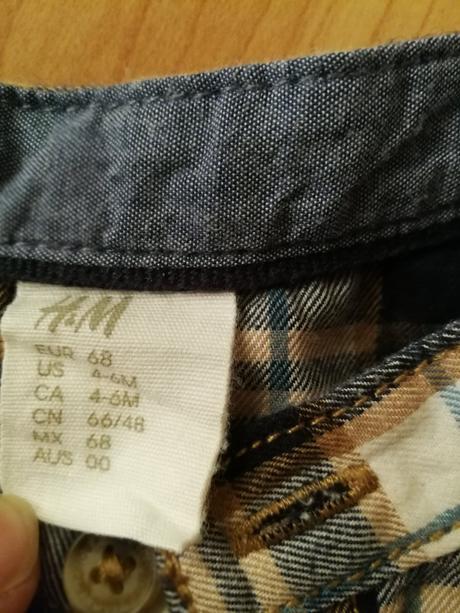 H&M
EUR 68
US 4-6M
CA 4-6M
CN 66/48
MX 68
AUS 00